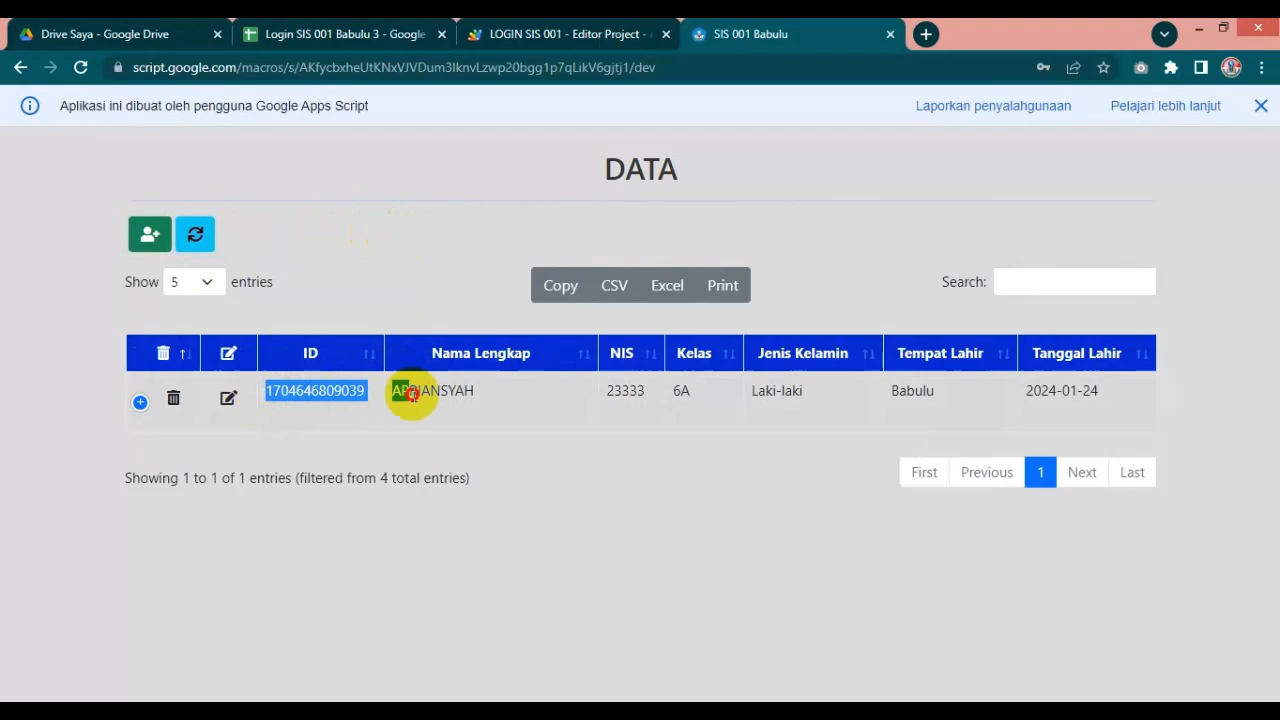 Drive Saya - Google Drive
Login SIS 001 Babulu 3 - Google
LOGIN SIS 001 - Editor Project -
SIS 001 Babulu
script.google.com/macros/s/AKfycbxheUtKNxVJVDum3IknvLzwp20bgg1p7qLikV6gjtj1/dev
Aplikasi ini dibuat oleh pengguna Google Apps Script
Laporkan penyalahgunaan
Pelajari lebih lanjut
DATA
Show 5 entries
Copy CSV Excel Print
Search:
ID Nama Lengkap NIS Kelas Jenis Kelamin Tempat Lahir Tanggal Lahir
1704646809039 APRIANSYAH 23333 6A Laki-laki Babulu 2024-01-24
Showing 1 to 1 of 1 entries (filtered from 4 total entries)
First Previous 1 Next Last